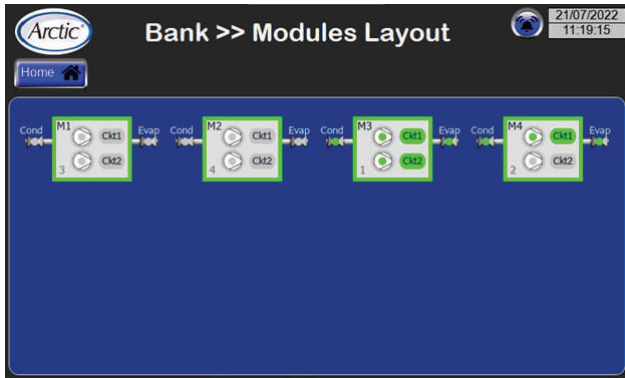 Arctic
Bank >> Modules Layout
21/07/2022
11:19:15
Home
Cond M1 Ckt1 Evap
3 Ckt2
Cond M2 Ckt1 Evap
4 Ckt2
Cond M3 Ckt1 Evap
1 Ckt2
Cond M4 Ckt1 Evap
2 Ckt2